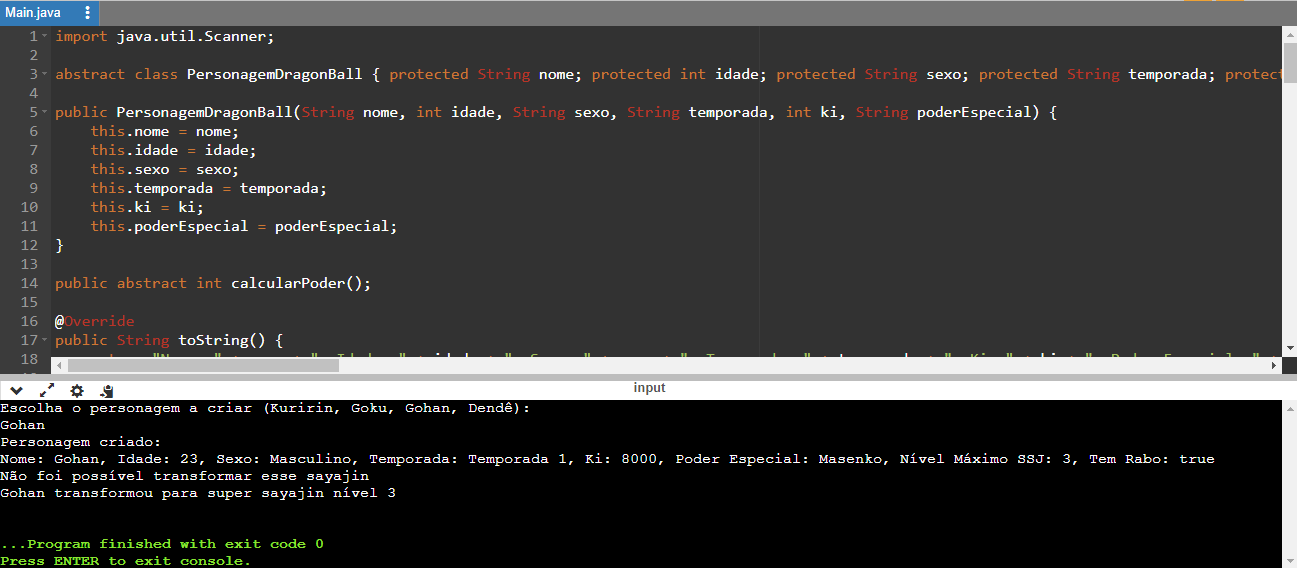 Main.java
1 import java.util.Scanner;
2
3 abstract class PersonagemDragonBall { protected String nome; protected int idade; protected String sexo; protected String temporada; protect
4
5 public PersonagemDragonBall(String nome, int idade, String sexo, String temporada, int ki, String poderEspecial) {
6 this.nome = nome;
7 this.idade = idade;
8 this.sexo = sexo;
9 this.temporada = temporada;
10 this.ki = ki;
11 this.poderEspecial = poderEspecial;
12 }
13
14 public abstract int calcularPoder();
15
16 @Override
17 public String toString() {
18
input
Escolha o personagem a criar (Kuririn, Goku, Gohan, Dendê):
Gohan
Personagem criado:
Nome: Gohan, Idade: 23, Sexo: Masculino, Temporada: Temporada 1, Ki: 8000, Poder Especial: Masenko, Nível Máximo SSJ: 3, Tem Rabo: true
Não foi possível transformar esse sayajin
Gohan transformou para super sayajin nível 3
...Program finished with exit code 0
Press ENTER to exit console.